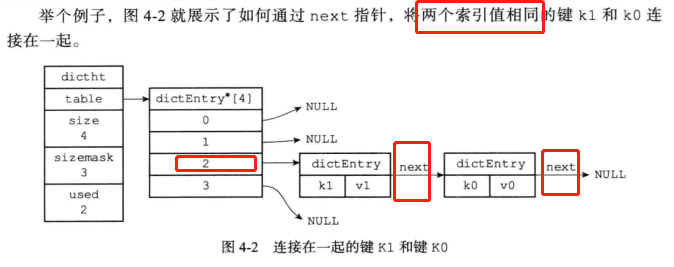 举个例子，图 4-2 就展示了如何通过 next 指针，将两个索引值相同的键 k1 和 k0 连
接在一起。
dictht
table
size
4
sizemask
3
used
2
dictEntry*[4]
0
1
2
3
NULL
NULL
dictEntry
k1 v1
next
dictEntry
k0 v0
next
NULL
NULL
图 4-2 连接在一起的键 K1 和键 K0